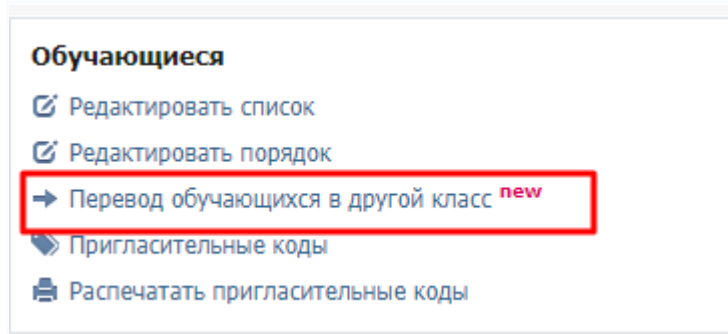 Обучающиеся
Редактировать список
Редактировать порядок
Перевод обучающихся в другой класс new
Пригласительные коды
Распечатать пригласительные коды